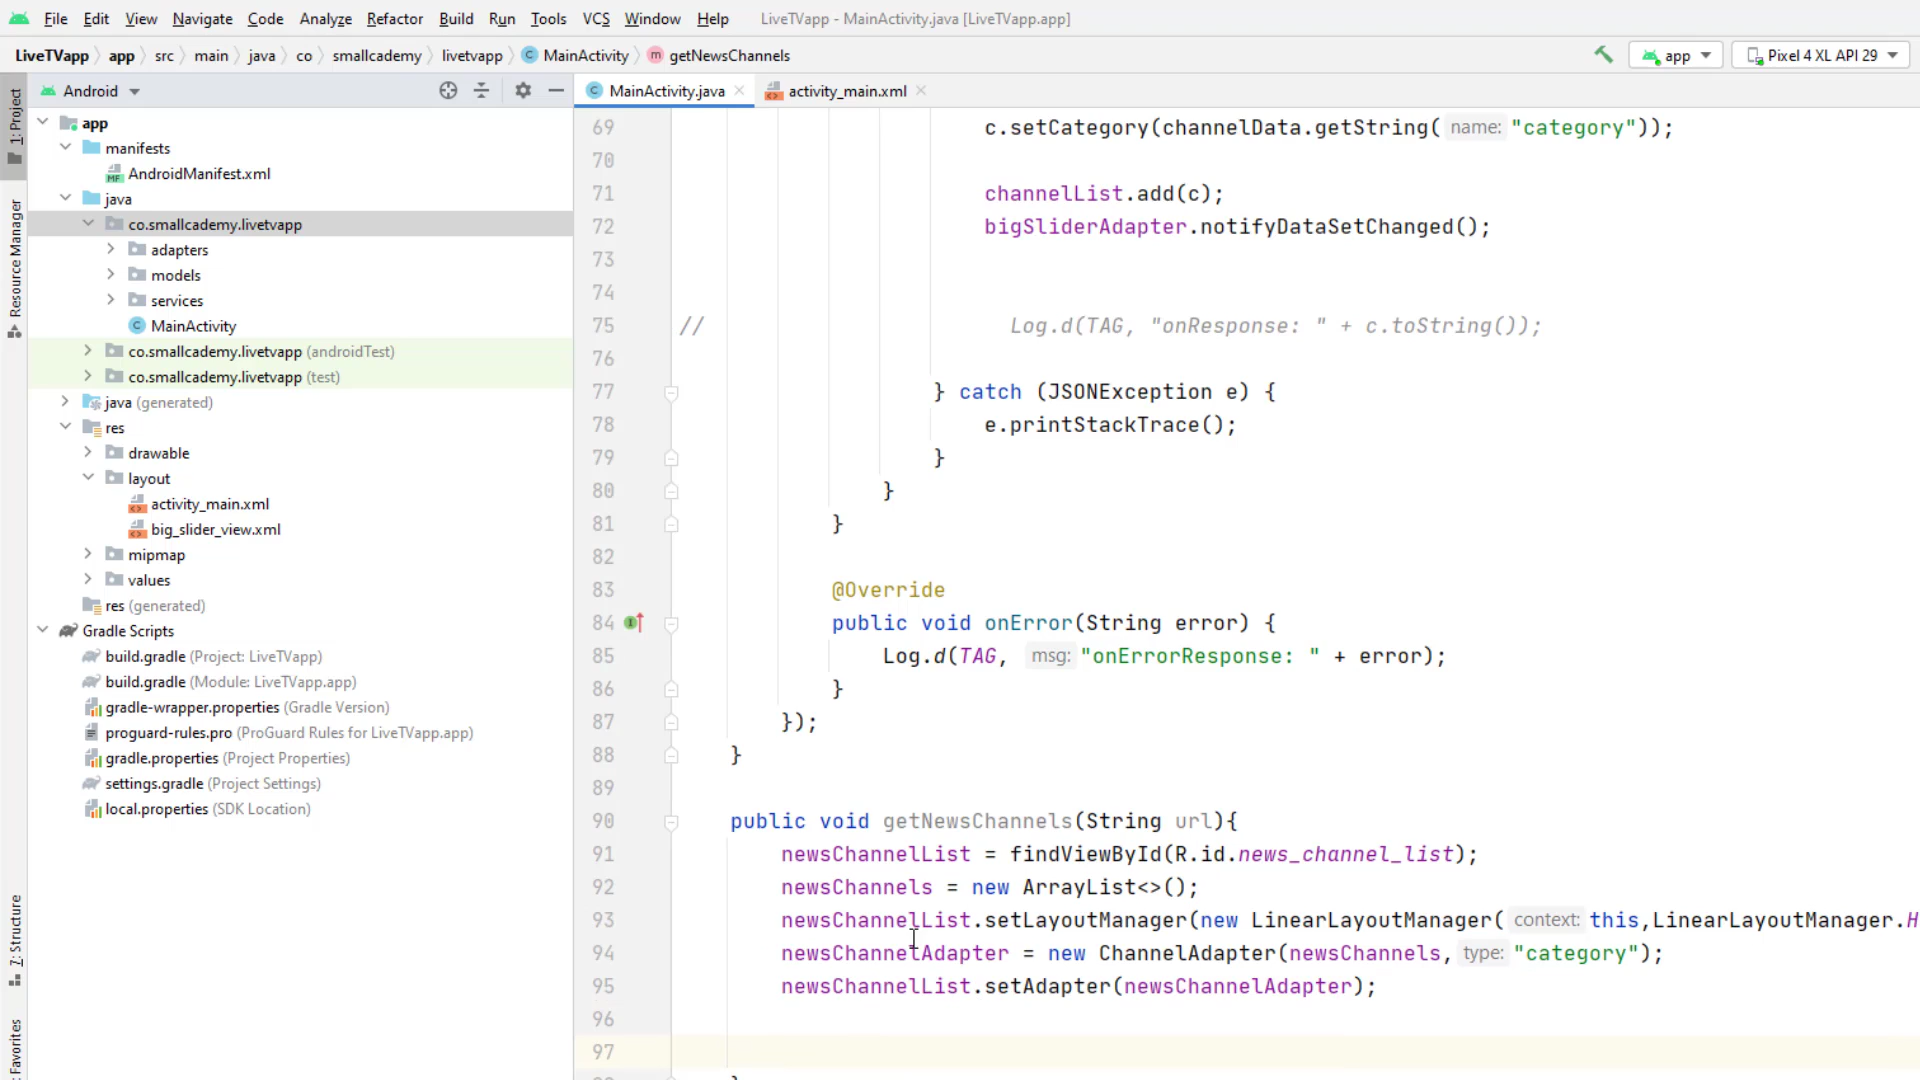 File Edit View Navigate Code Analyze Refactor Build Run Tools VCS Window Help LiveTVapp - MainActivity.java [LiveTVapp.app]
LiveTVapp app src main java co smallcademy livetvapp MainActivity getNewsChannels app Pixel 4 XL API 29
Android
MainActivity.java activity_main.xml
1: Project
Resource Manager
7: Structure
Favorites
app
manifests
AndroidManifest.xml
java
co.smallcademy.livetvapp
adapters
models
services
MainActivity
co.smallcademy.livetvapp (androidTest)
co.smallcademy.livetvapp (test)
java (generated)
res
drawable
layout
activity_main.xml
big_slider_view.xml
mipmap
values
res (generated)
Gradle Scripts
build.gradle (Project: LiveTVapp)
build.gradle (Module: LiveTVapp.app)
gradle-wrapper.properties (Gradle Version)
proguard-rules.pro (ProGuard Rules for LiveTVapp.app)
gradle.properties (Project Properties)
settings.gradle (Project Settings)
local.properties (SDK Location)
69 c.setCategory(channelData.getString( name: "category"));
70
71 channelList.add(c);
72 bigSliderAdapter.notifyDataSetChanged();
73
74
75 // Log.d(TAG, "onResponse: " + c.toString());
76
77 } catch (JSONException e) {
78 e.printStackTrace();
79 }
80 }
81 }
82
83 @Override
84 public void onError(String error) {
85 Log.d(TAG, msg: "onErrorResponse: " + error);
86 }
87 });
88 }
89
90 public void getNewsChannels(String url){
91 newsChannelList = findViewById(R.id.news_channel_list);
92 newsChannels = new ArrayList<>();
93 newsChannelList.setLayoutManager(new LinearLayoutManager( context: this,LinearLayoutManager.H
94 newsChannelAdapter = new ChannelAdapter(newsChannels, type: "category");
95 newsChannelList.setAdapter(newsChannelAdapter);
96
97